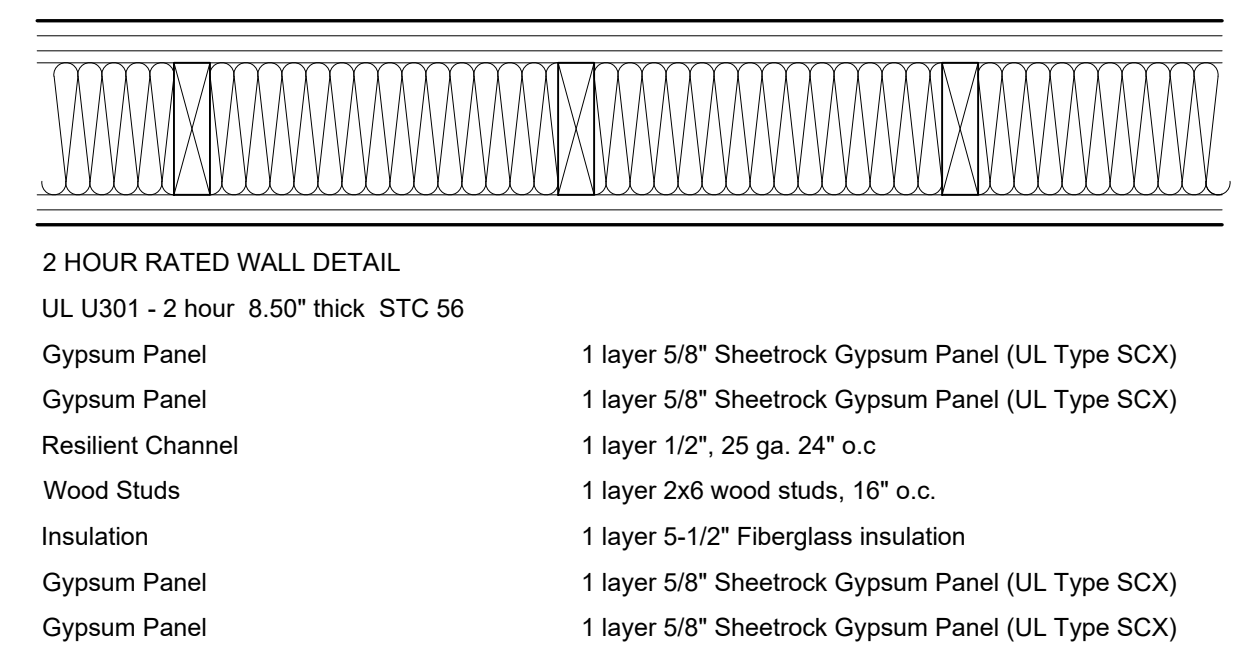 2 HOUR RATED WALL DETAIL
UL U301 - 2 hour 8.50" thick STC 56
Gypsum Panel 1 layer 5/8" Sheetrock Gypsum Panel (UL Type SCX)
Gypsum Panel 1 layer 5/8" Sheetrock Gypsum Panel (UL Type SCX)
Resilient Channel 1 layer 1/2", 25 ga. 24" o.c
Wood Studs 1 layer 2x6 wood studs, 16" o.c.
Insulation 1 layer 5-1/2" Fiberglass insulation
Gypsum Panel 1 layer 5/8" Sheetrock Gypsum Panel (UL Type SCX)
Gypsum Panel 1 layer 5/8" Sheetrock Gypsum Panel (UL Type SCX)